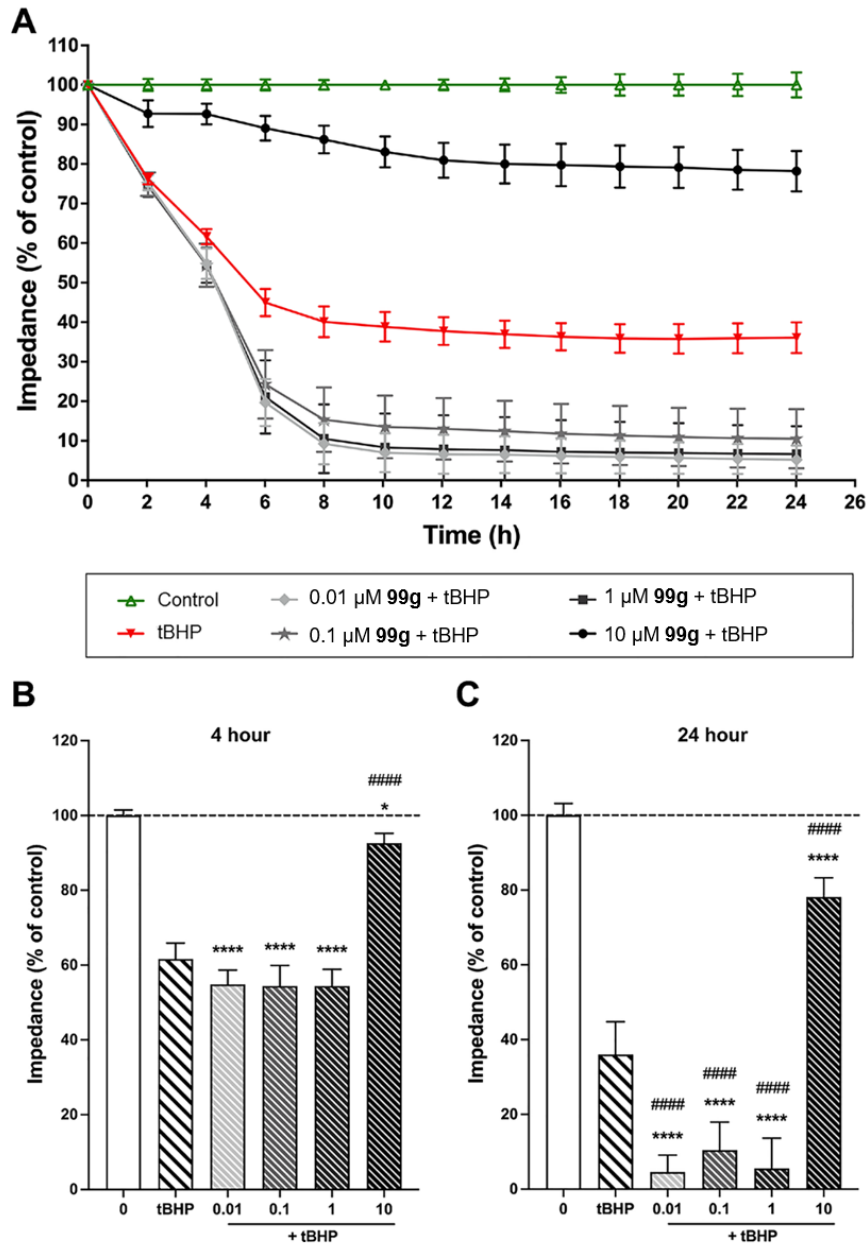 A
Impedance (% of control)
110
100
90
80
70
60
50
40
30
20
10
0
0 2 4 6 8 10 12 14 16 18 20 22 24 26
Time (h)
Control 0.01 µM 99g + tBHP 1 µM 99g + tBHP
tBHP 0.1 µM 99g + tBHP 10 µM 99g + tBHP
B
4 hour
Impedance (% of control)
120
100
80
60
40
20
0
####
*
**** **** ****
0 tBHP 0.01 0.1 1 10
+ tBHP
C
24 hour
Impedance (% of control)
120
100
80
60
40
20
0
####
****
#### #### ####
**** **** ****
0 tBHP 0.01 0.1 1 10
+ tBHP